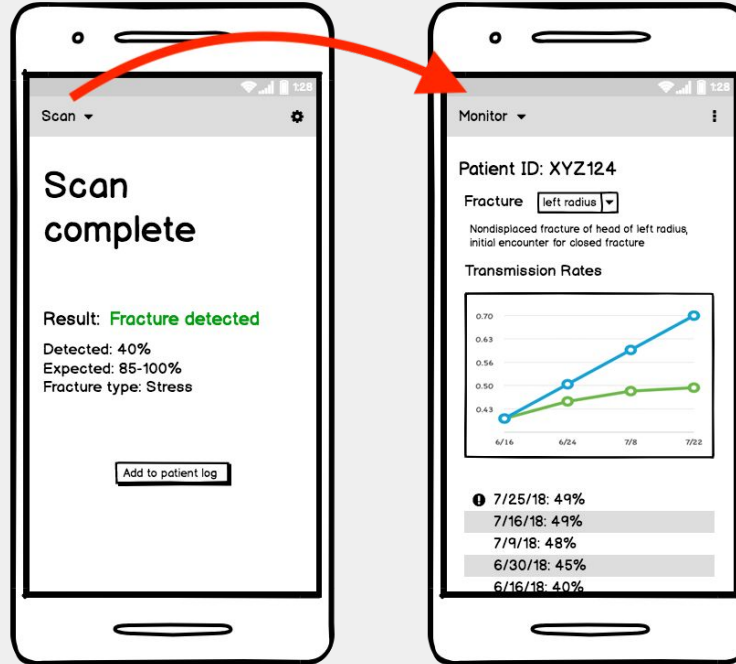 1:28
Scan
Scan
complete
Result: Fracture detected
Detected: 40%
Expected: 85-100%
Fracture type: Stress
Add to patient log
1:28
Monitor
Patient ID: XYZ124
Fracture left radius
Nondisplaced fracture of head of left radius,
initial encounter for closed fracture
Transmission Rates
0.70
0.63
0.56
0.50
0.43
6/16 6/24 7/8 7/22
7/25/18: 49%
7/16/18: 49%
7/9/18: 48%
6/30/18: 45%
6/16/18: 40%